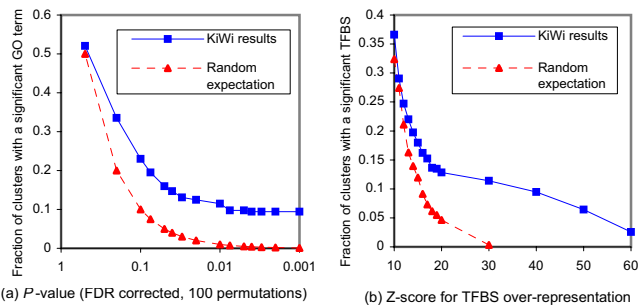 Fraction of clusters with a significant GO term
0.6
0.5
0.4
0.3
0.2
0.1
0
1
0.1
0.01
0.001
KiWi results
Random
expectation
(a) P-value (FDR corrected, 100 permutations)
Fraction of clusters with a significant TFBS
0.4
0.35
0.3
0.25
0.2
0.15
0.1
0.05
0
10
20
30
40
50
60
KiWi results
Random
expectation
(b) Z-score for TFBS over-representation